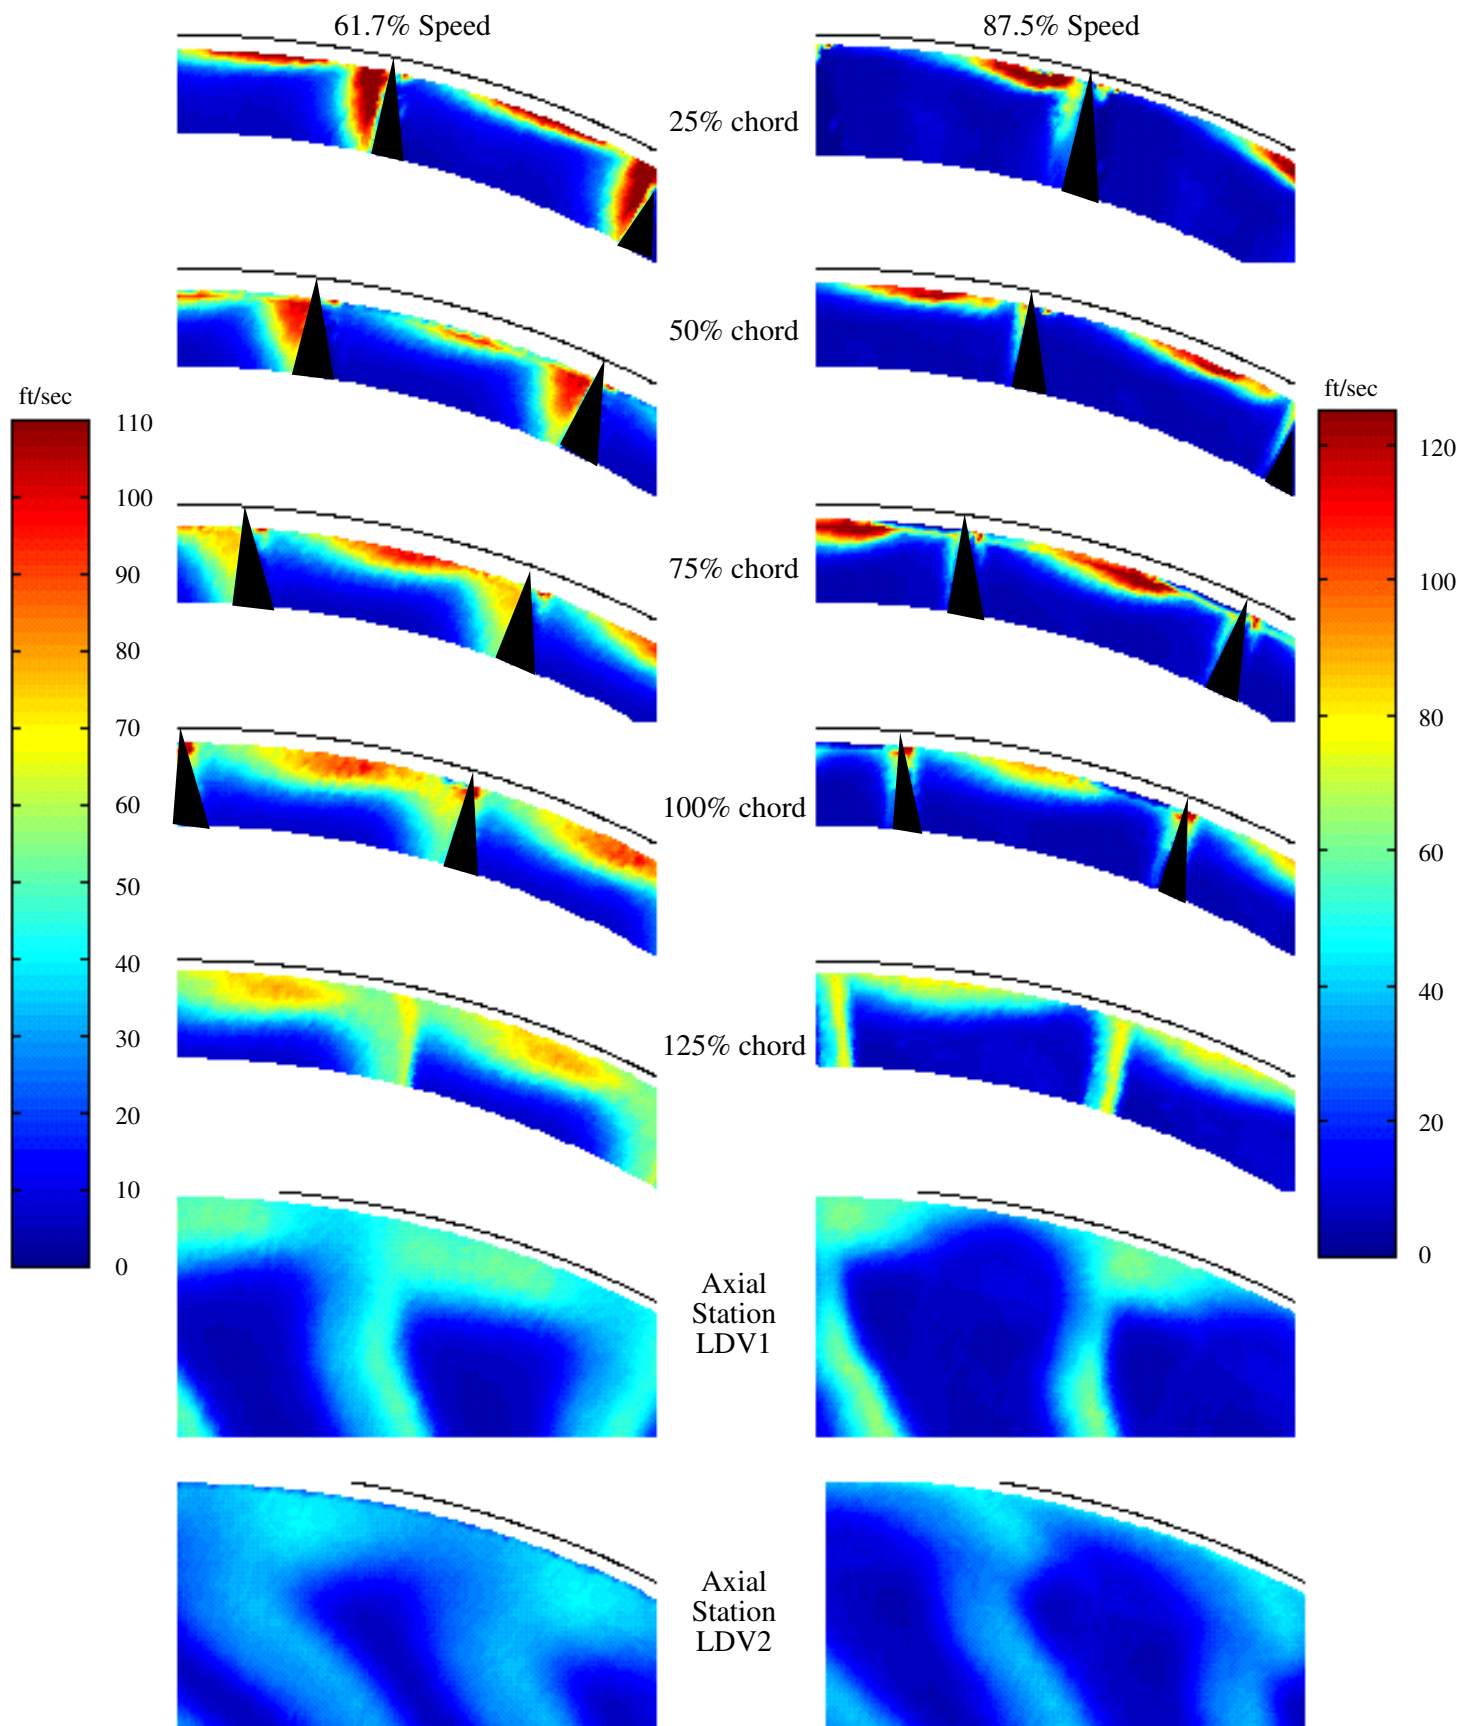 61.7% Speed
87.5% Speed
25% chord
50% chord
ft/sec
ft/sec
110
100
90
80
70
60
50
40
30
20
10
0
120
100
80
60
40
20
0
75% chord
100% chord
125% chord
Axial
Station
LDV1
Axial
Station
LDV2